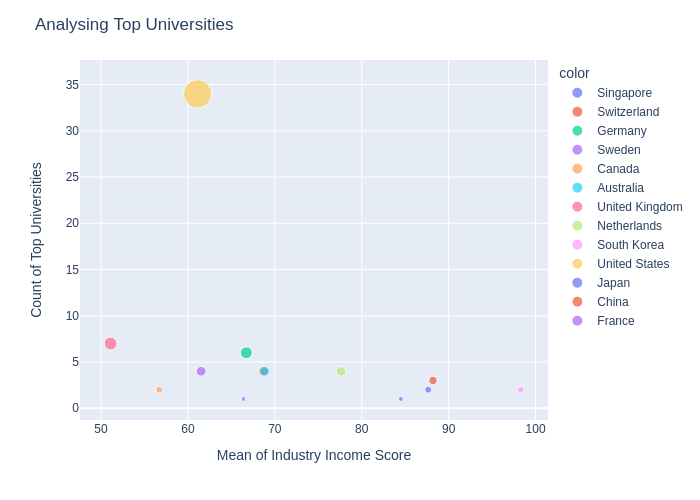 Analysing Top Universities
color
Singapore
Switzerland
Germany
Sweden
Canada
Australia
United Kingdom
Netherlands
South Korea
United States
Japan
China
France
Count of Top Universities
35
30
25
20
15
10
5
0
50 60 70 80 90 100
Mean of Industry Income Score